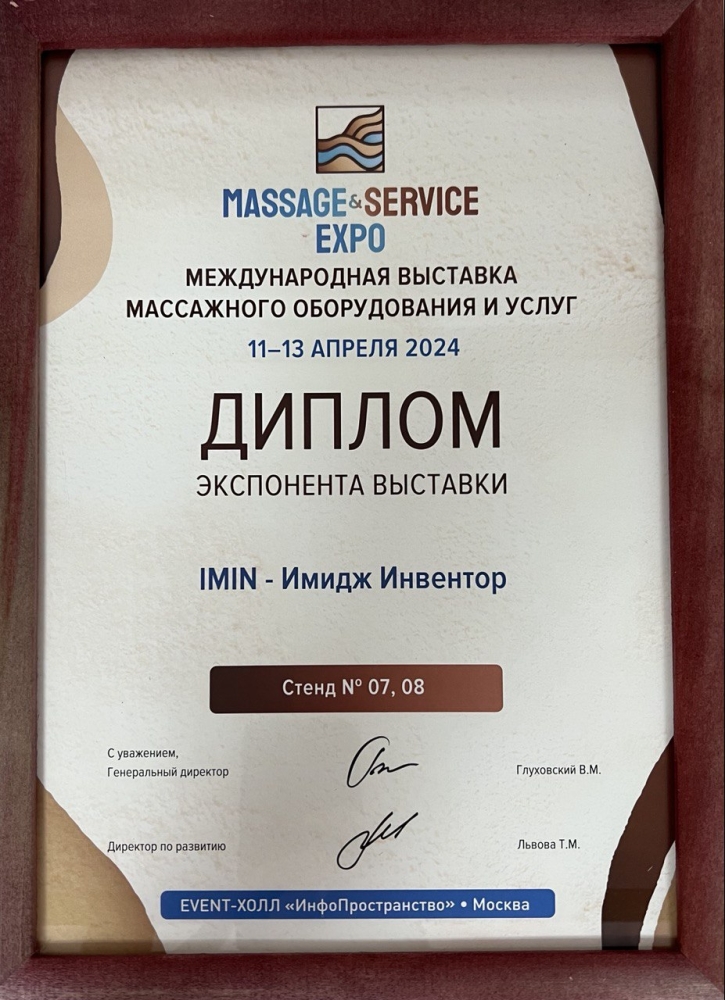 MASSAGE&SERVICE
EXPO
МЕЖДУНАРОДНАЯ ВЫСТАВКА
МАССАЖНОГО ОБОРУДОВАНИЯ И УСЛУГ
11–13 АПРЕЛЯ 2024
ДИПЛОМ
ЭКСПОНЕНТА ВЫСТАВКИ
IMIN - Имидж Инвентор
Стенд № 07, 08
С уважением,
Генеральный директор Глуховский В.М.
Директор по развитию Львова Т.М.
EVENT-ХОЛЛ «ИнфоПространство» • Москва